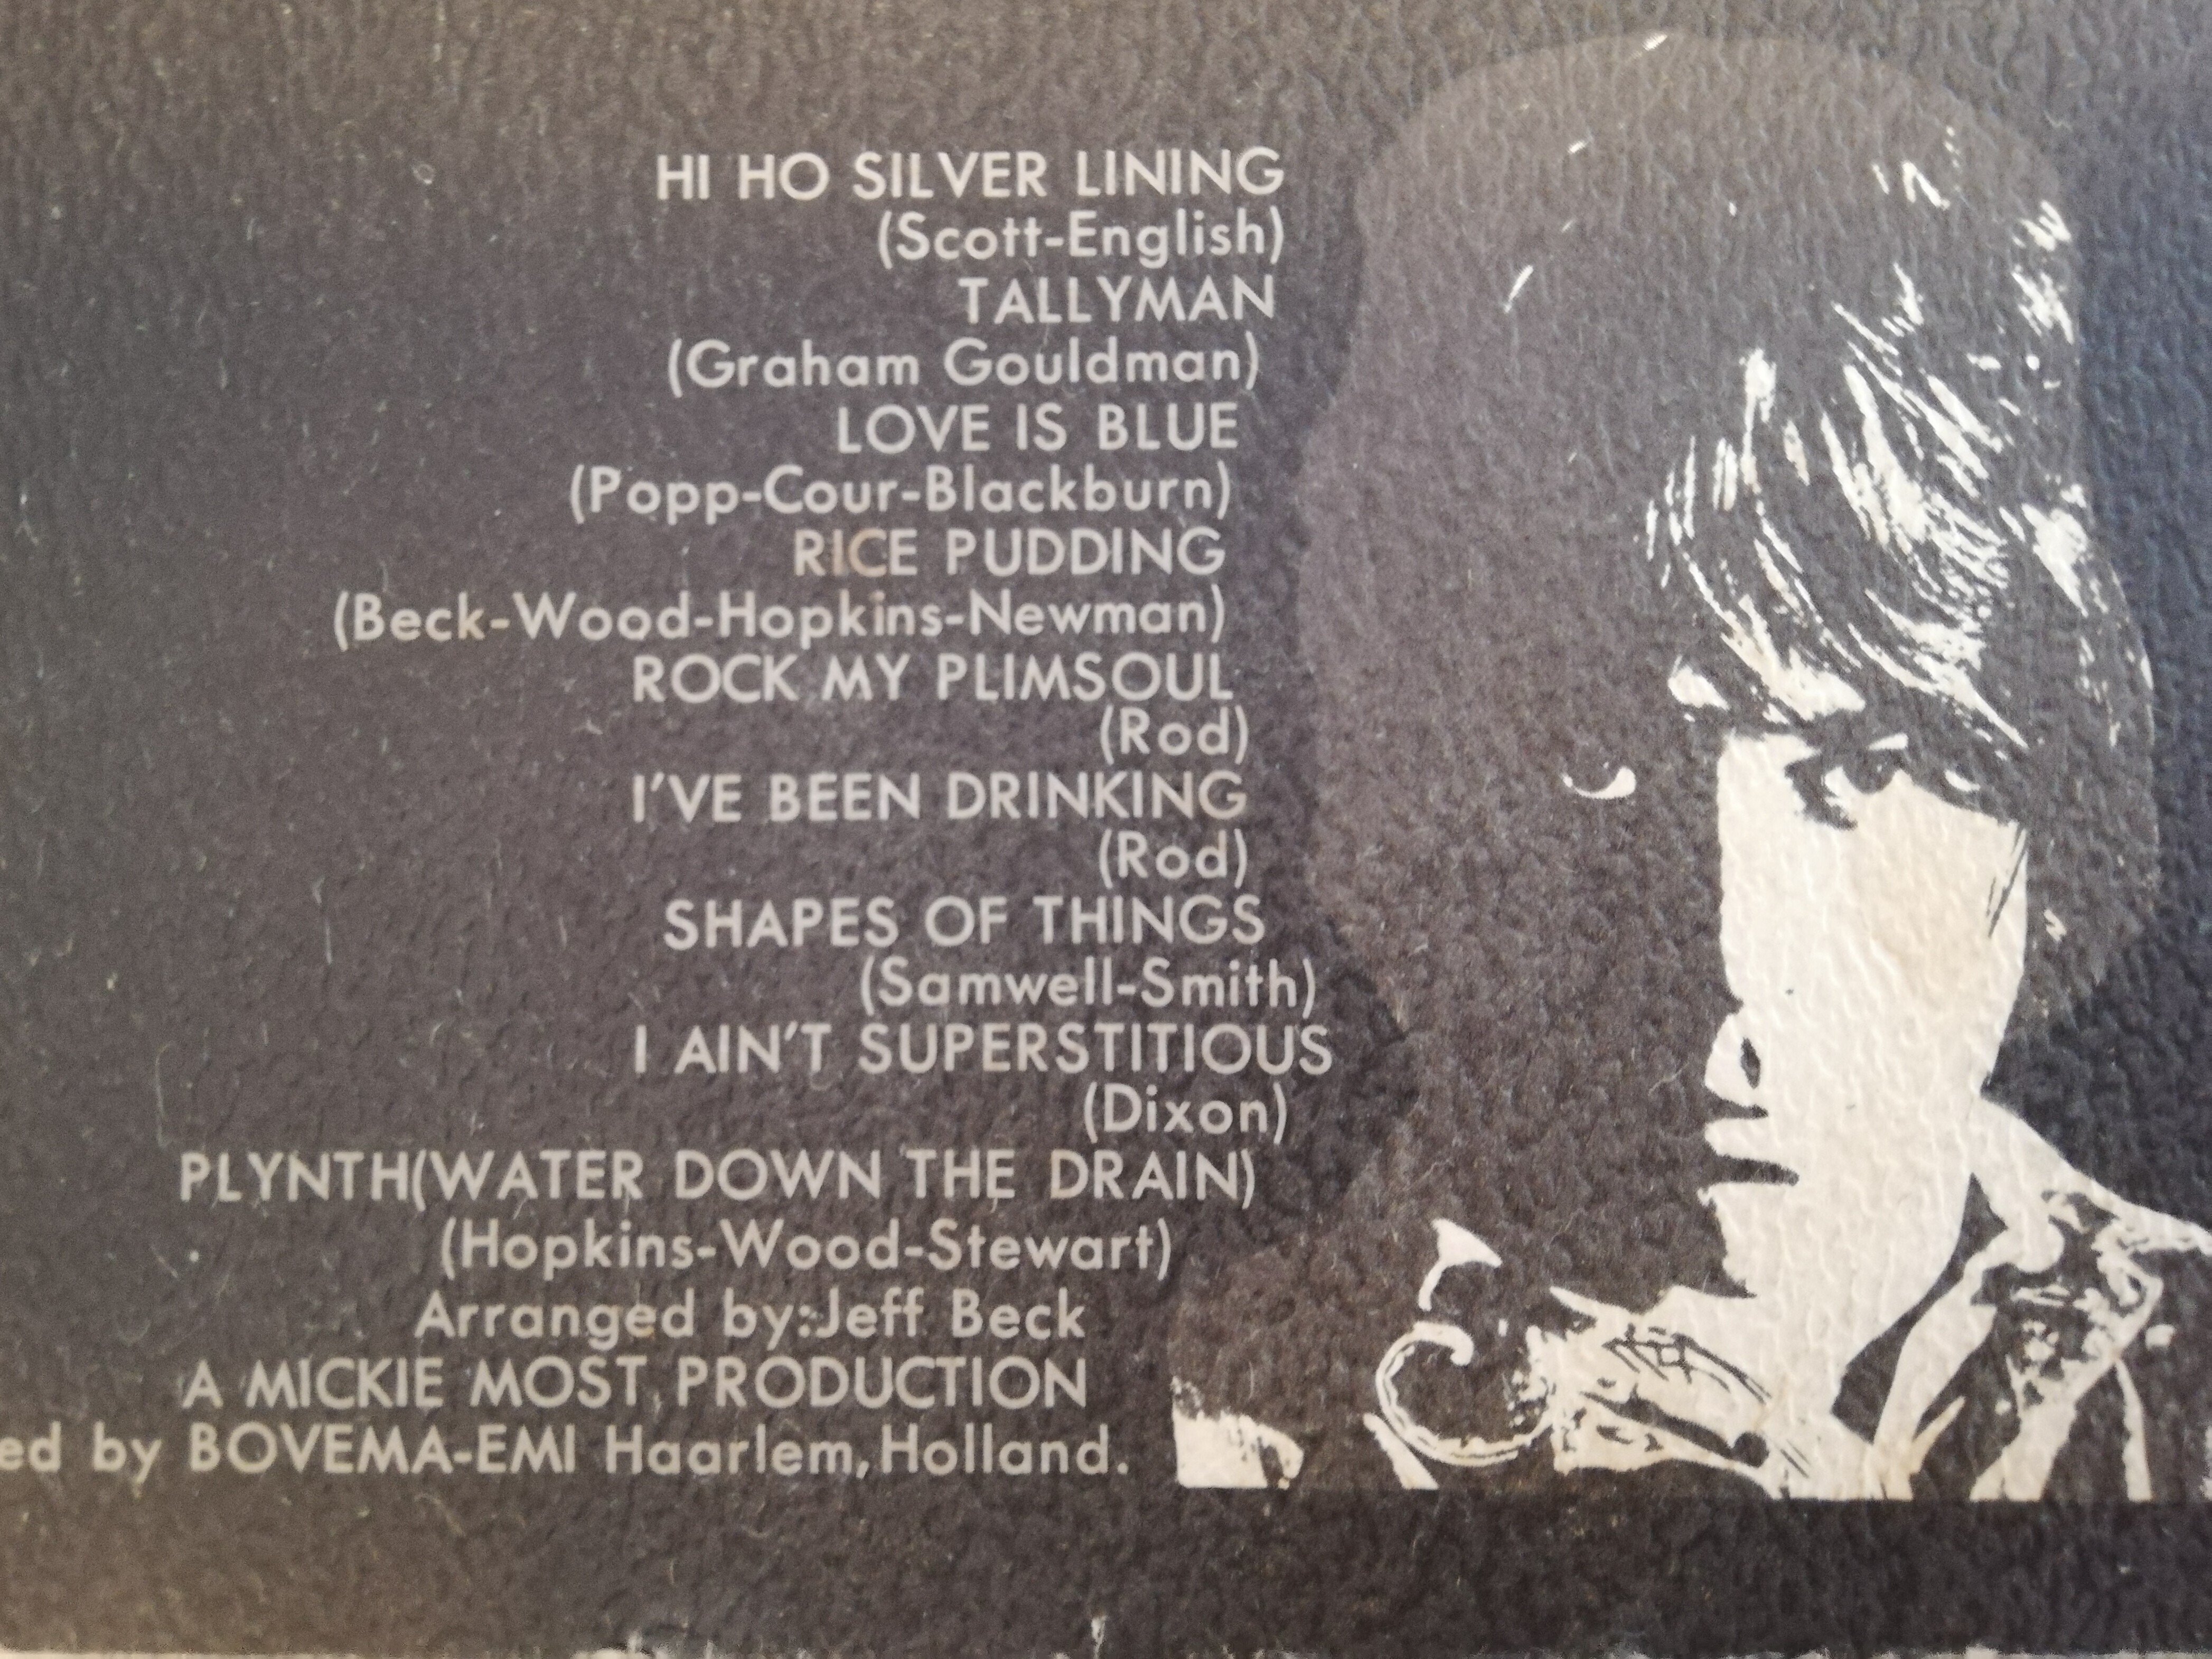 HI HO SILVER LINING
(Scott-English)
TALLYMAN
(Graham Gouldman)
LOVE IS BLUE
(Popp-Cour-Blackburn)
RICE PUDDING
(Beck-Wood-Hopkins-Newman)
ROCK MY PLIMSOUL
(Rod)
I'VE BEEN DRINKING
(Rod)
SHAPES OF THINGS
(Samwell-Smith)
I AIN'T SUPERSTITIOUS
(Dixon)
PLYNTH(WATER DOWN THE DRAIN)
(Hopkins-Wood-Stewart)
Arranged by:Jeff Beck
A MICKIE MOST PRODUCTION
ed by BOVEMA-EMI Haarlem,Holland.